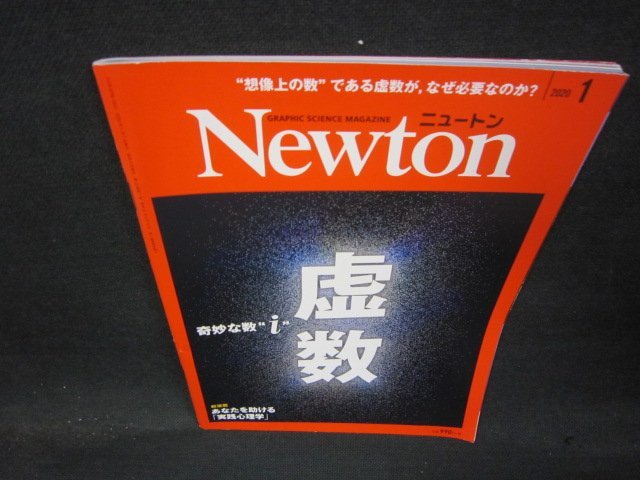 “想像上の数”である虚数が，なぜ必要なのか？
2020 1
GRAPHIC SCIENCE MAGAZINE
ニュートン
Newton
虚数
奇妙な数“i”
あなたを助ける
「実践心理学」